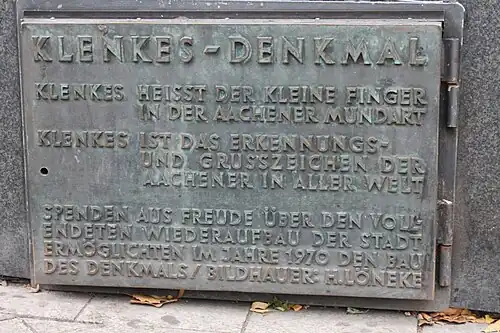 KLENKES-DENKMAL
KLENKES HEISST DER KLEINE FINGER
IN DER AACHENER MUNDART
KLENKES IST DAS ERKENNUNGS-
UND GRUSSZEICHEN DER
AACHENER IN ALLER WELT
SPENDEN AUS FREUDE ÜBER DEN VOLL-
ENDETEN WIEDERAUFBAU DER STADT
ERMÖGLICHTEN IM JAHRE 1970 DEN BAU
DES DENKMALS/BILDHAUER: H.LÖNEKE